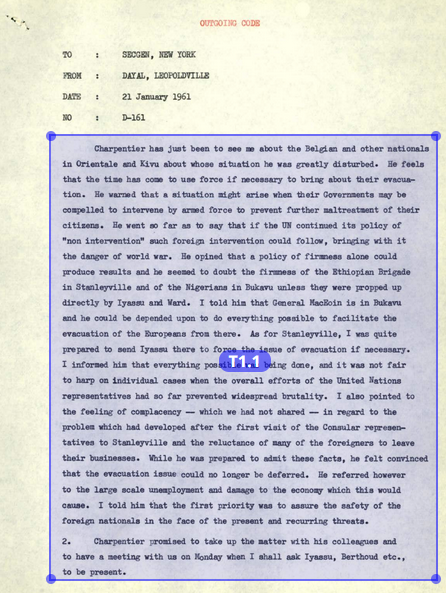 OUTGOING CODE
TO : SECGEN, NEW YORK
FROM : DAYAL, LEOPOLDVILLE
DATE : 21 January 1961
NO : D-161
Charpentier has just been to see me about the Belgian and other nationals
in Orientale and Kivu about whose situation he was greatly disturbed. He feels
that the time has come to use force if necessary to bring about their evacua-
tion. He warned that a situation might arise when their Governments may be
compelled to intervene by armed force to prevent further maltreatment of their
citizens. He went so far as to say that if the UN continued its policy of
"non intervention" such foreign intervention could follow, bringing with it
the danger of world war. He opined that a policy of firmness alone could
produce results and he seemed to doubt the firmness of the Ethiopian Brigade
in Stanleyville and of the Nigerians in Bukavu unless they were propped up
directly by Iyassu and Ward. I told him that General MacEoin is in Bukavu
and he could be depended upon to do everything possible to facilitate the
evacuation of the Europeans from there. As for Stanleyville, I was quite
prepared to send Iyassu there to force the issue of evacuation if necessary.
I informed him that everything being done, and it was not fair
T1.1
to harp on individual cases when the overall efforts of the United Nations
representatives had so far prevented widespread brutality. I also pointed to
the feeling of complacency -- which we had not shared -- in regard to the
problem which had developed after the first visit of the Consular represen-
tatives to Stanleyville and the reluctance of many of the foreigners to leave
their businesses. While he was prepared to admit these facts, he felt convinced
that the evacuation issue could no longer be deferred. He referred however
to the large scale unemployment and damage to the economy which this would
cause. I told him that the first priority was to assure the safety of the
foreign nationals in the face of the present and recurring threats.
2. Charpentier promised to take up the matter with his colleagues and
to have a meeting with us on Monday when I shall ask Iyassu, Berthoud etc.,
to be present.